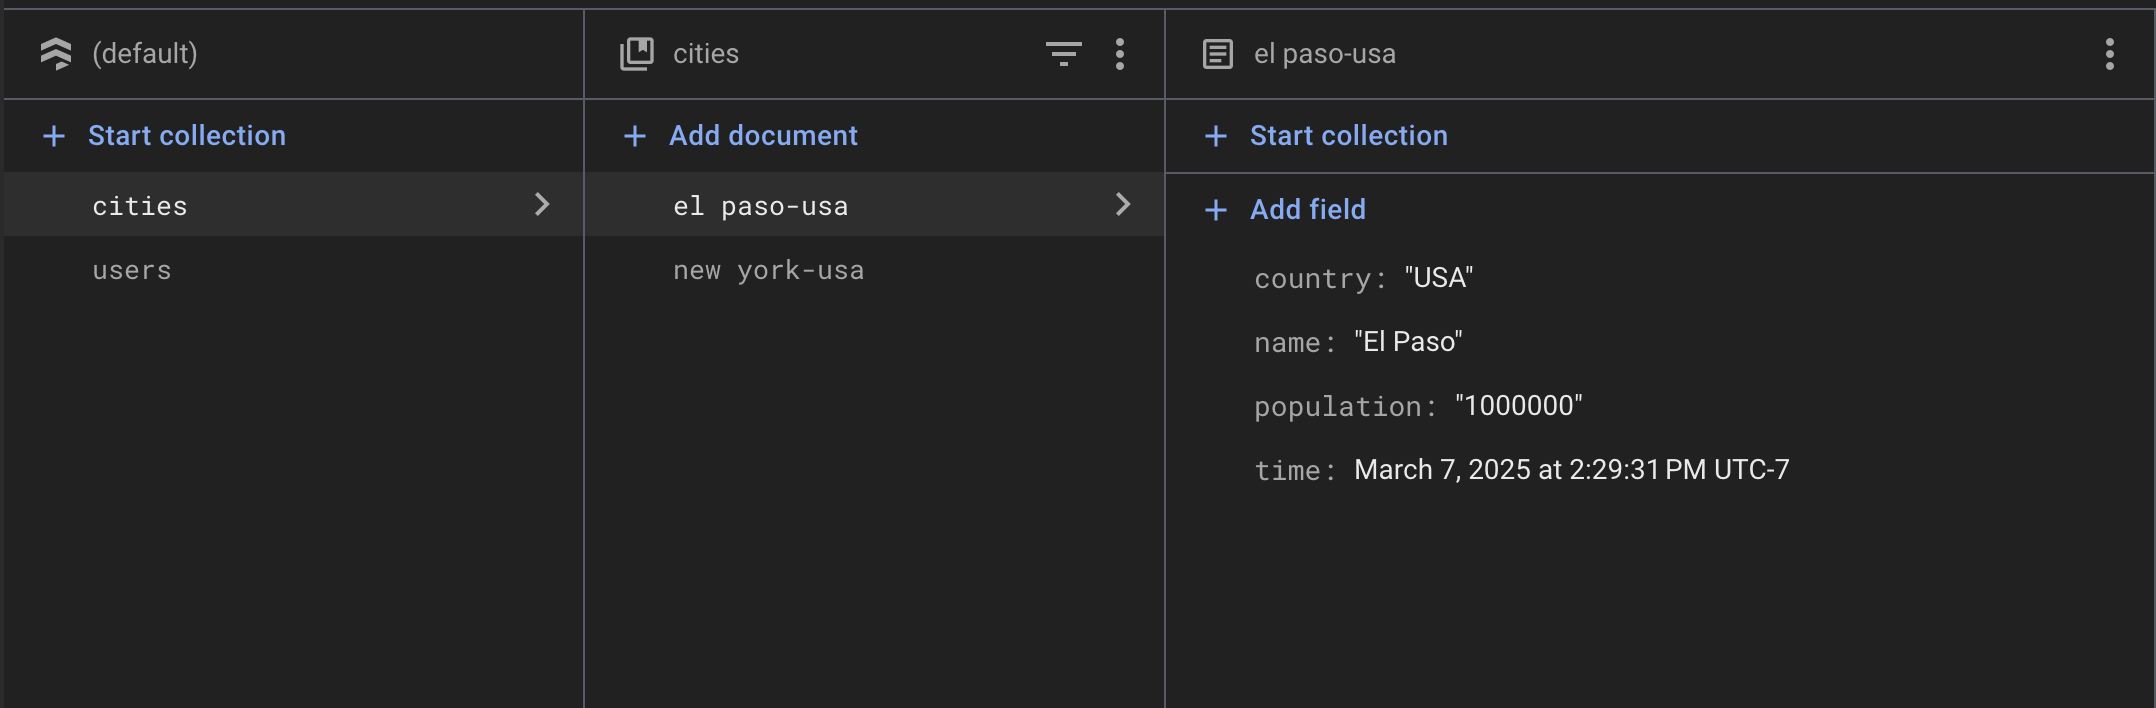 (default)
Start collection
cities
users
cities
Add document
el paso-usa
new york-usa
el paso-usa
Start collection
Add field
country: "USA"
name: "El Paso"
population: "1000000"
time: March 7, 2025 at 2:29:31 PM UTC-7